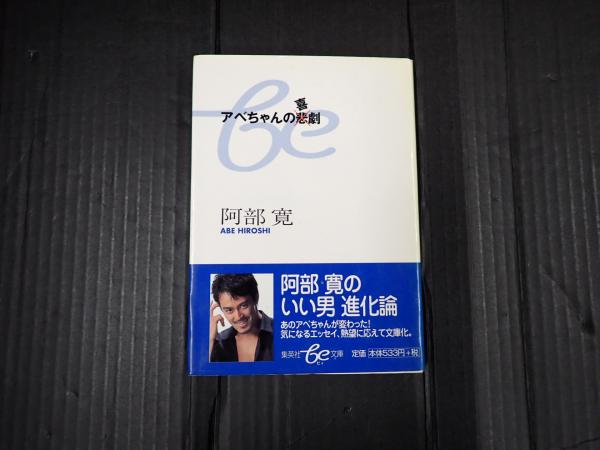 be
喜
アベちゃんの悲劇
阿部 寛
ABE HIROSHI
阿部 寛の
いい男 進化論
あのアベちゃんが変わった!
気になるエッセイ、熱望に応えて文庫化。
集英社 be 文庫 定価 本体533円+税
ビー